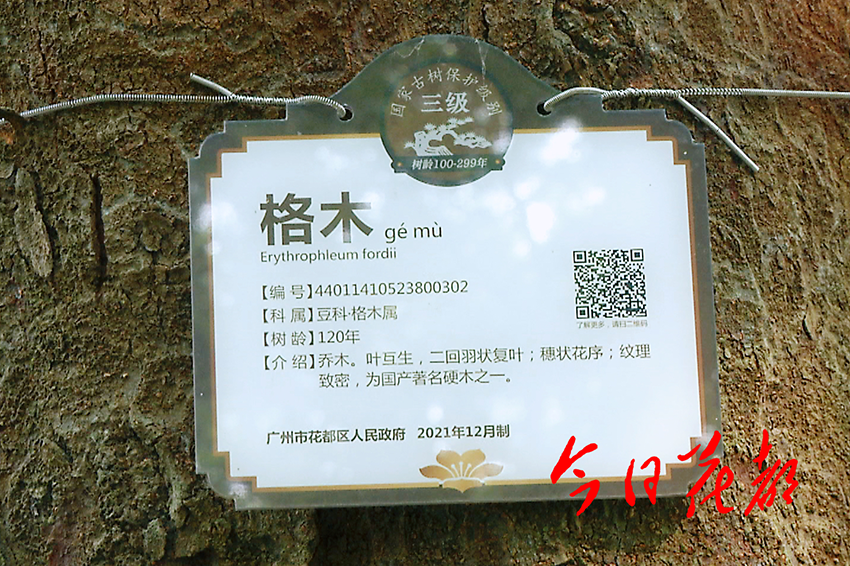 国家古树保护级别
三级
树龄100-299年
格木 gé mù
Erythrophleum fordii
【编 号】44011410523800302
【科 属】豆科·格木属
【树 龄】120年
【介 绍】乔木。叶互生，二回羽状复叶；穗状花序；纹理
致密，为国产著名硬木之一。
了解更多，请扫二维码
广州市花都区人民政府 2021年12月制
今日花都